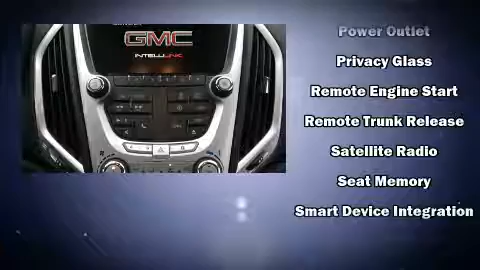 GMC
INTELLILINK
Power Outlet
Privacy Glass
Remote Engine Start
Remote Trunk Release
Satellite Radio
Seat Memory
Smart Device Integration